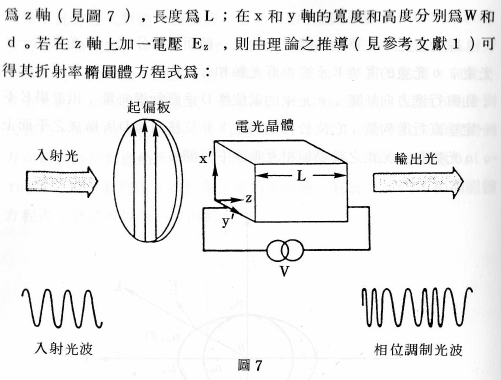 爲z軸(見圖7)，長度爲L；在x和y軸的寬度和高度分別爲W和
d。若在z軸上加一電壓 Ez ，則由理論之推導(見參考文獻1)可
得其折射率橢圓體方程式爲：
起偏板
電光晶體
入射光
x'
L
z
y'
輸出光
V
入射光波
相位調制光波
圖7